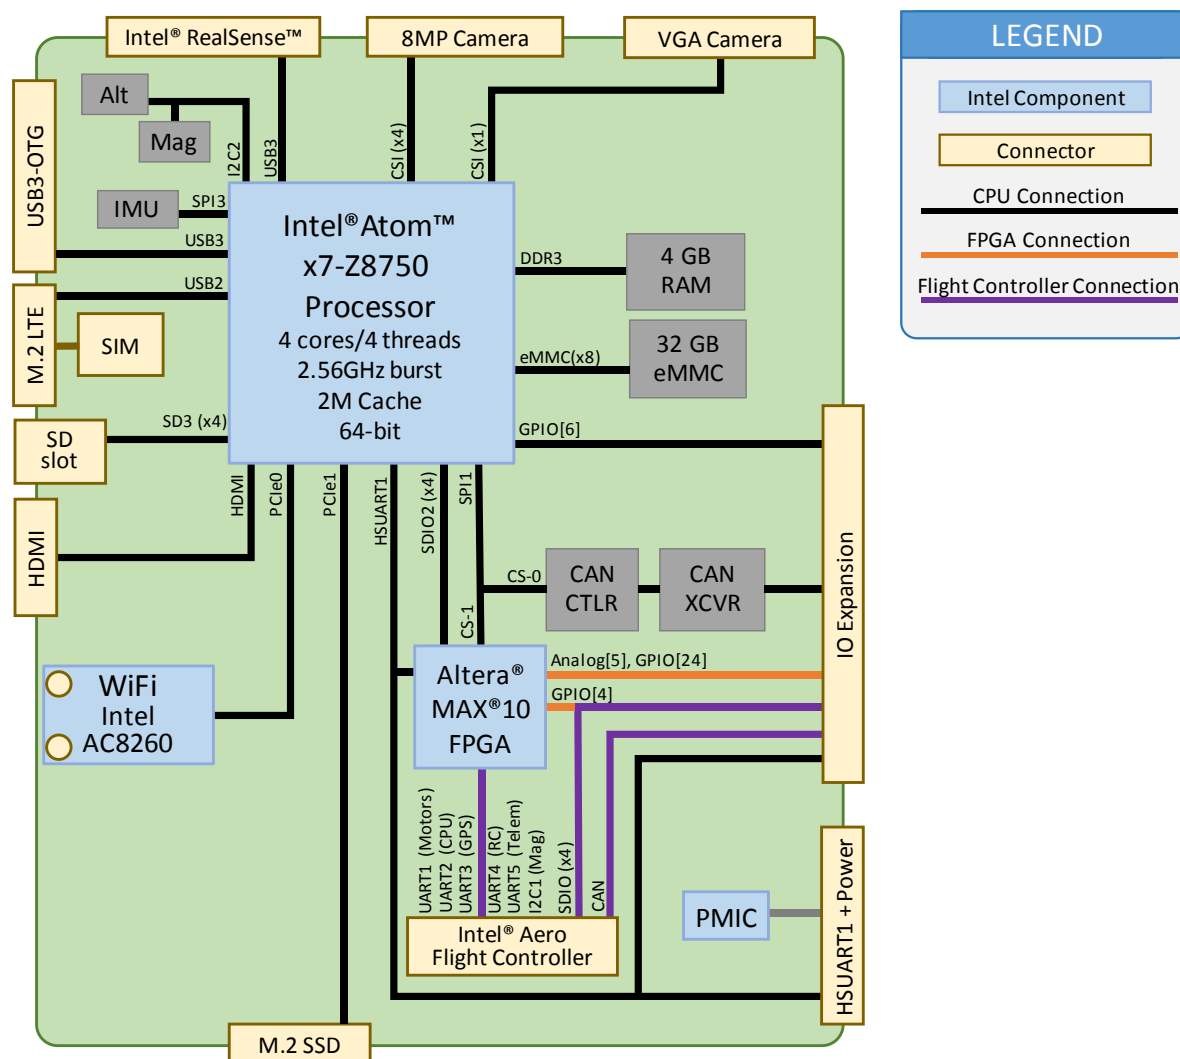 Intel® RealSense™
8MP Camera
VGA Camera
LEGEND
Intel Component
Connector
CPU Connection
FPGA Connection
Flight Controller Connection
USB3-OTG
Alt
Mag
I2C2
USB3
CSI (x4)
CSI (x1)
IMU
SPI3
USB3
USB2
M.2 LTE
SIM
Intel® Atom™
x7-Z8750
Processor
4 cores/4 threads
2.56GHz burst
2M Cache
64-bit
DDR3
4 GB
RAM
eMMC(x8)
32 GB
eMMC
GPIO[6]
SD
slot
SD3 (x4)
HDMI
HDMI
PCIe0
PCIe1
HSUART1
SDIO2 (x4)
SPI1
CS-0
CS-1
CAN
CTLR
CAN
XCVR
IO Expansion
WiFi
Intel
AC8260
Altera®
MAX®10
FPGA
Analog[5], GPIO[24]
GPIO[4]
UART1 (Motors)
UART2 (CPU)
UART3 (GPS)
UART4 (RC)
UART5 (Telem)
I2C1 (Mag)
SDIO (x4)
CAN
Intel® Aero
Flight Controller
PMIC
HSUART1 + Power
M.2 SSD